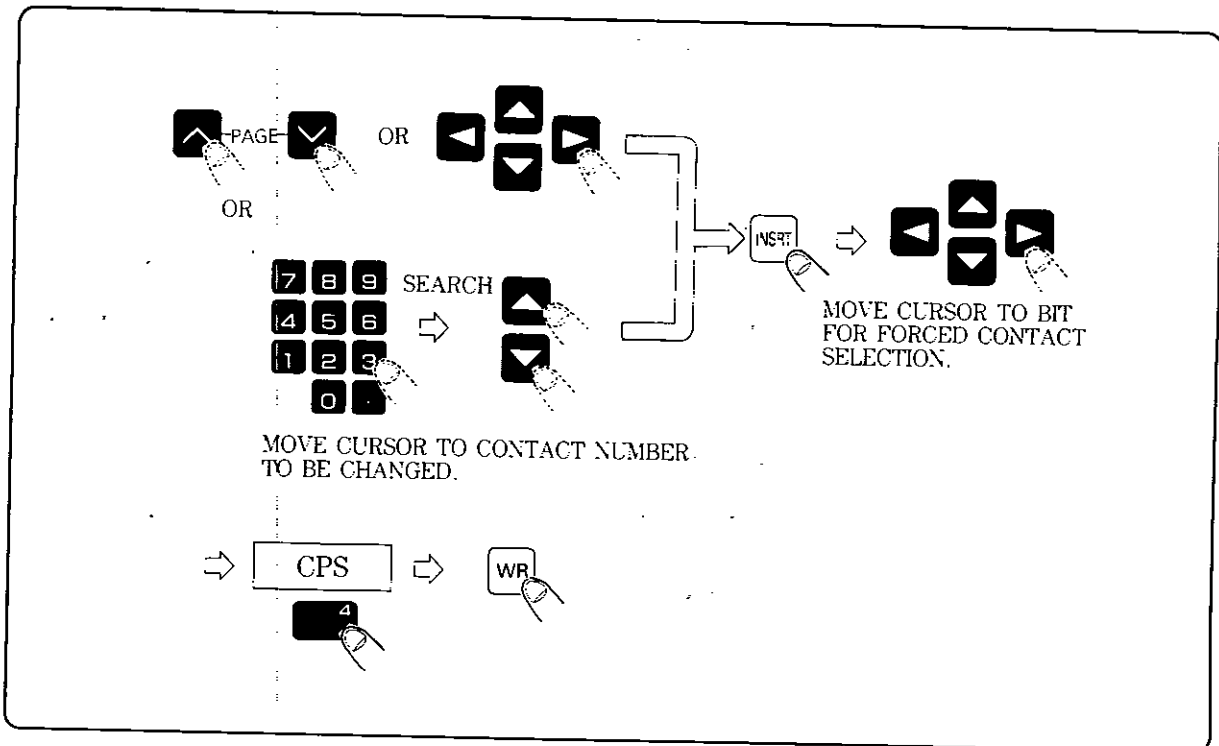 PAGE OR
OR
7 8 9 SEARCH
4 5 6
1 2 3
0 .
INSRT
MOVE CURSOR TO BIT
FOR FORCED CONTACT
SELECTION.
MOVE CURSOR TO CONTACT NUMBER
TO BE CHANGED.
CPS
4
WR